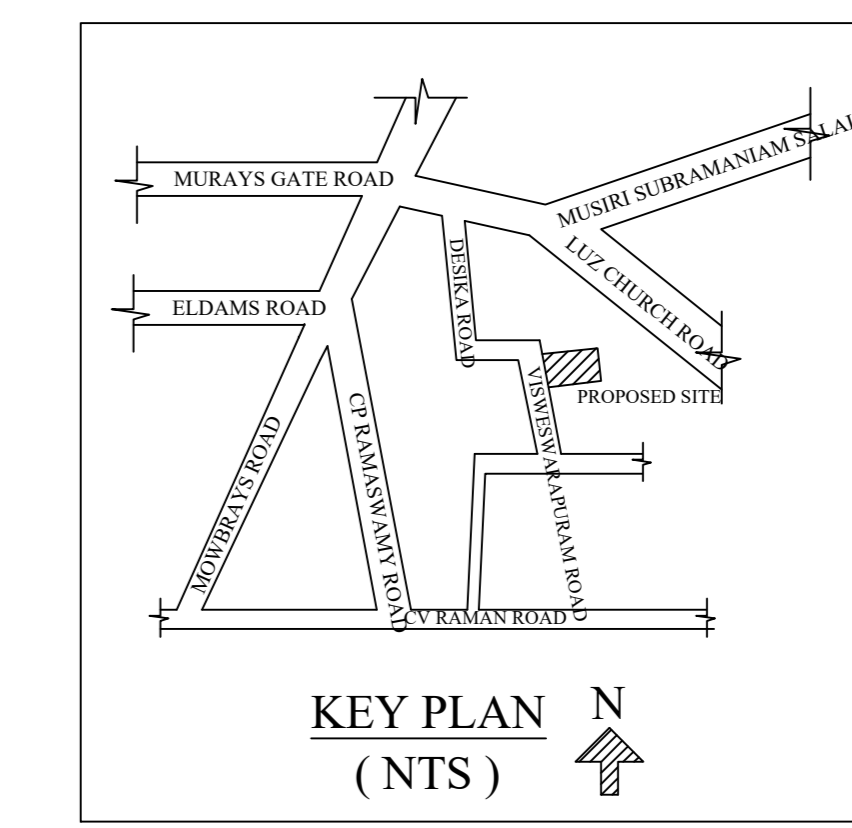 MURAYS GATE ROAD
MUSIRI SUBRAMANIAM SALAI
LUZ CHURCH ROAD
DESIKA ROAD
ELDAMS ROAD
PROPOSED SITE
VISWESWARAPURAM ROAD
CP RAMASWAMY ROAD
MOWBRAYS ROAD
CV RAMAN ROAD
KEY PLAN
N
( NTS )